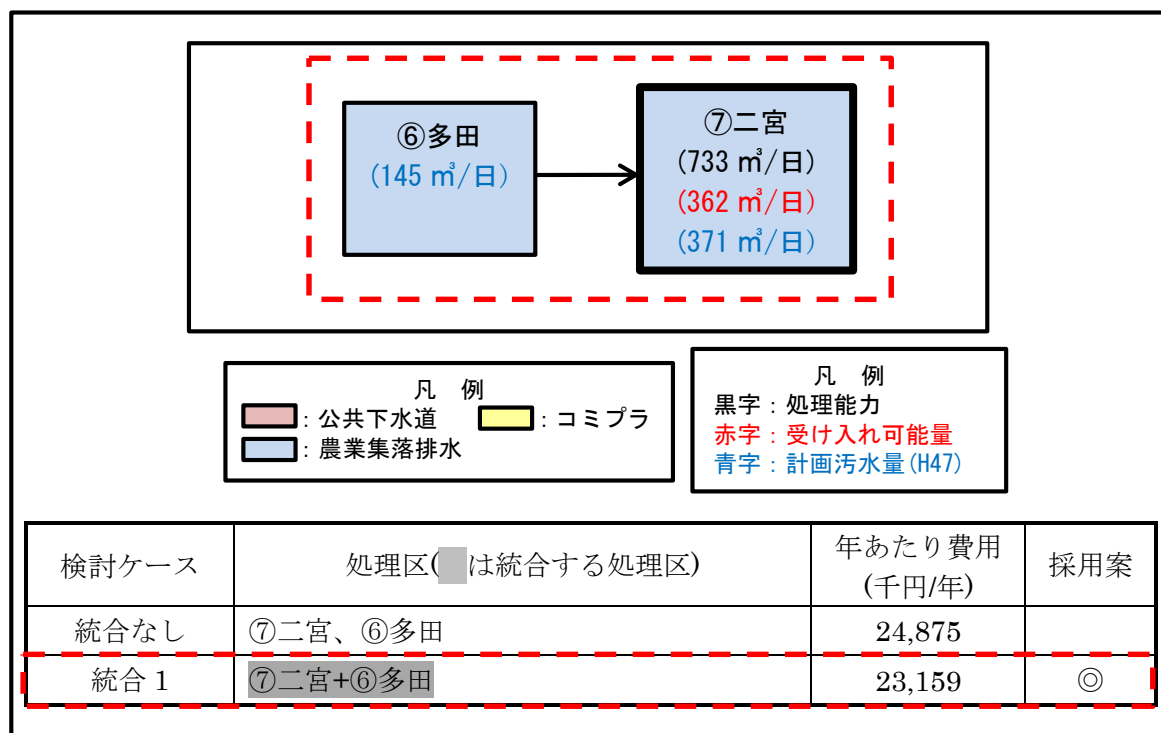 ⑥多田
(145 ㎥/日)
⑦二宮
(733 ㎥/日)
(362 ㎥/日)
(371 ㎥/日)
凡 例
：公共下水道
：コミプラ
：農業集落排水
凡 例
黒字：処理能力
赤字：受け入れ可能量
青字：計画汚水量(H47)
検討ケース
処理区( は統合する処理区)
年あたり費用
(千円/年)
採用案
統合なし
⑦二宮、⑥多田
24,875
統合 1
⑦二宮+⑥多田
23,159
◎